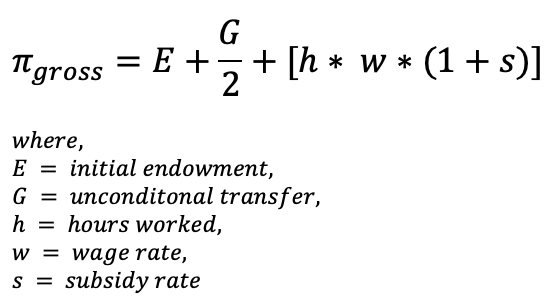 π_gross = E + G/2 + [h * w * (1 + s)]
where,
E = initial endowment,
G = unconditonal transfer,
h = hours worked,
w = wage rate,
s = subsidy rate